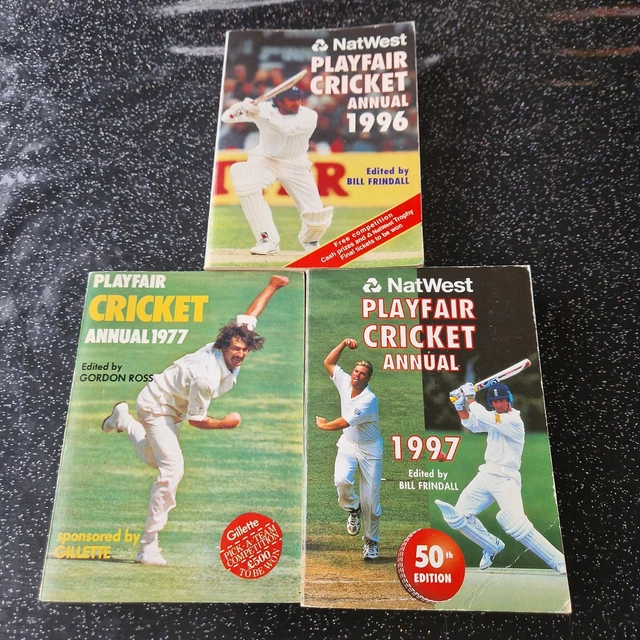 NatWest
PLAYFAIR
CRICKET
ANNUAL
1996
Edited by
BILL FRINDALL
Free competition
Cash prizes and NatWest Trophy
Final tickets to be won
PLAYFAIR
CRICKET
ANNUAL 1977
Edited by
GORDON ROSS
sponsored by
GILLETTE
Gillette
PICK-A-TEAM
COMPETITION
£500
TO BE WON
NatWest
PLAYFAIR
CRICKET
ANNUAL
1997
Edited by
BILL FRINDALL
50th
EDITION